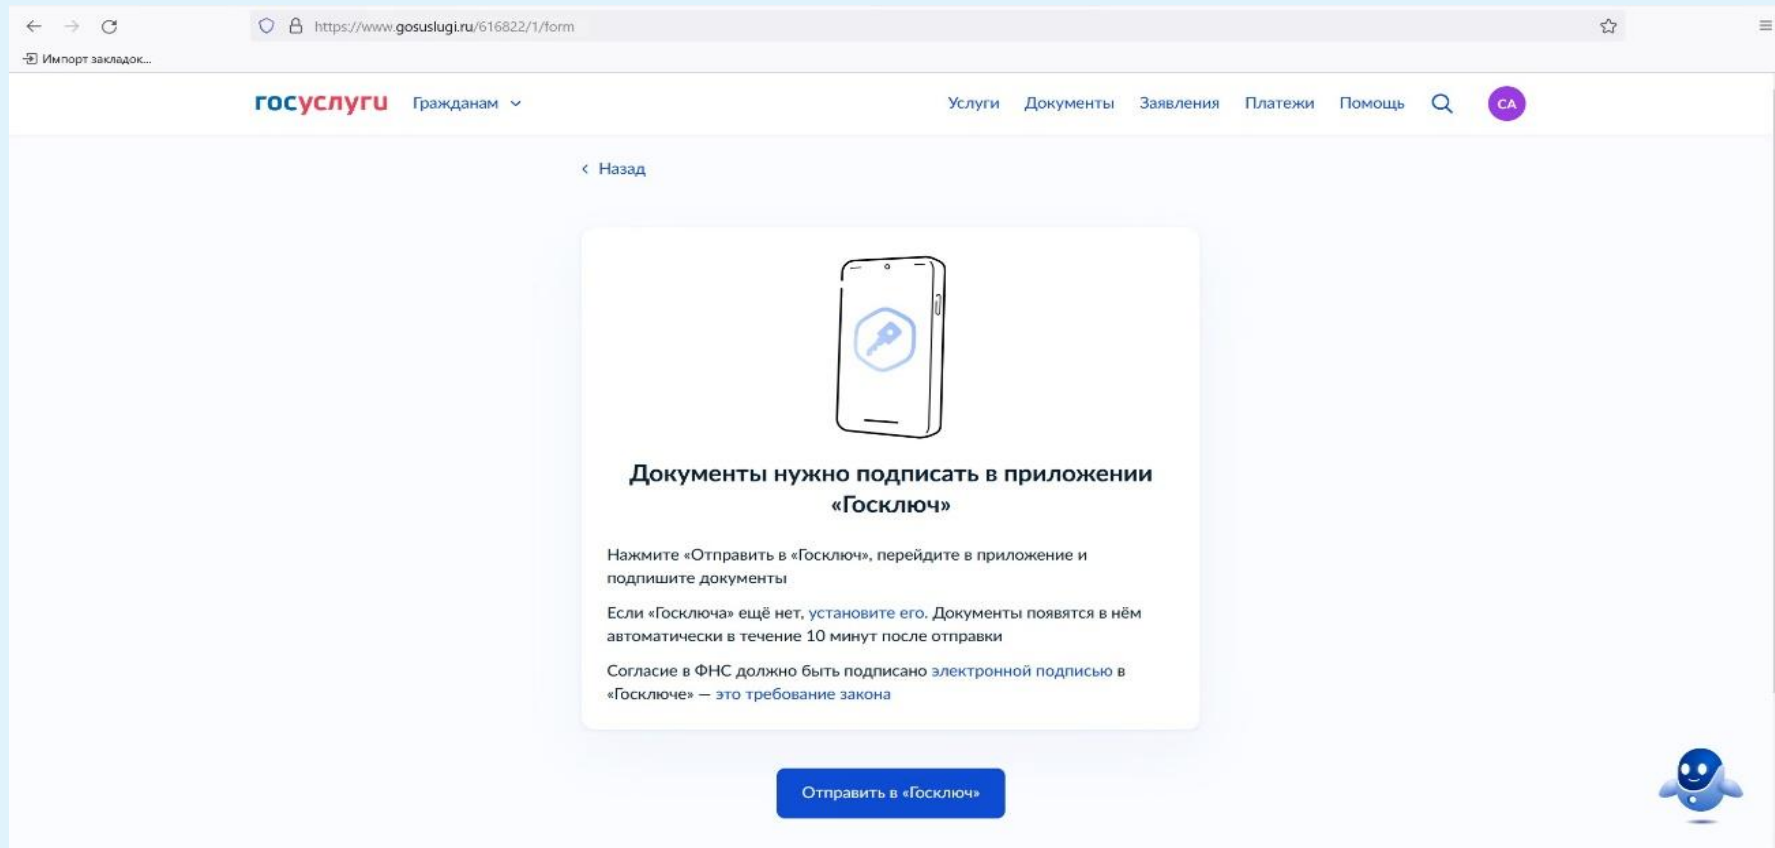 https://www.gosuslugi.ru/616822/1/form
Импорт закладок...
госуслуги Гражданам Услуги Документы Заявления Платежи Помощь СА
Назад
Документы нужно подписать в приложении
«Госключ»
Нажмите «Отправить в «Госключ», перейдите в приложение и
подпишите документы
Если «Госключа» ещё нет, установите его. Документы появятся в нём
автоматически в течение 10 минут после отправки
Согласие в ФНС должно быть подписано электронной подписью в
«Госключе» — это требование закона
Отправить в «Госключ»